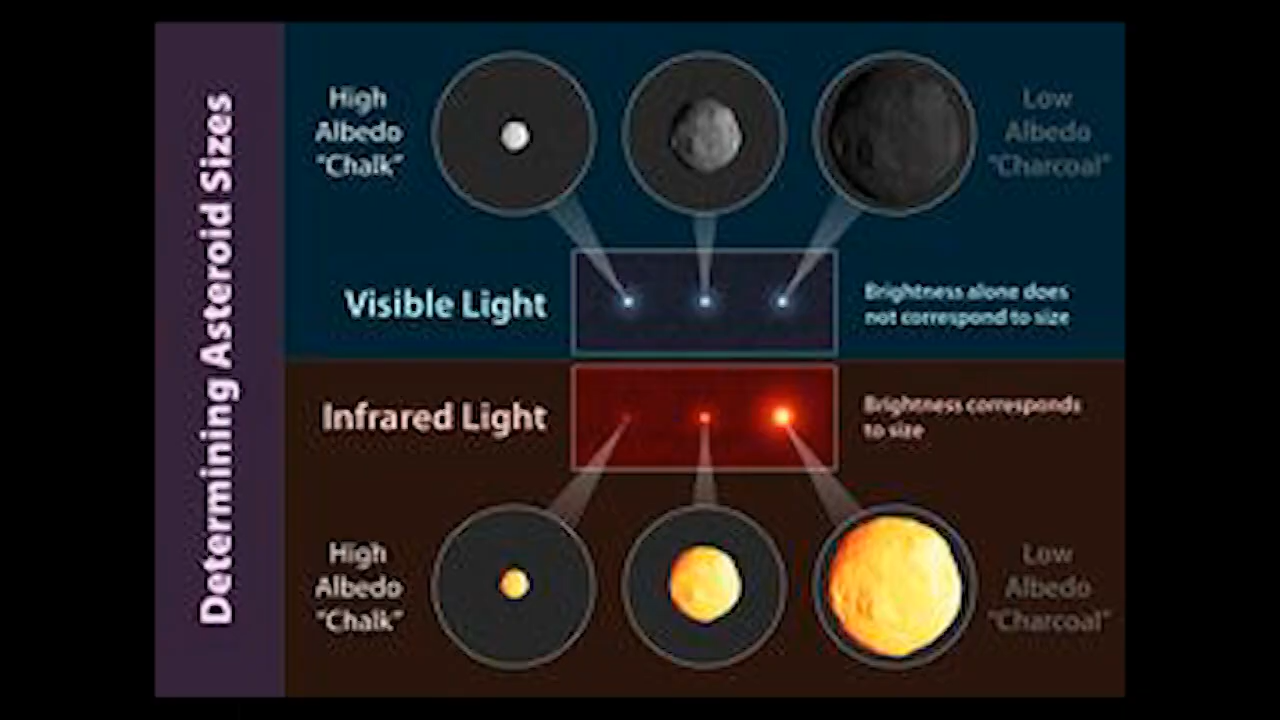 Determining Asteroid Sizes
High
Albedo
"Chalk"
Low
Albedo
"Charcoal"
Visible Light
Brightness alone does
not correspond to size
Infrared Light
Brightness corresponds
to size
High
Albedo
"Chalk"
Low
Albedo
"Charcoal"